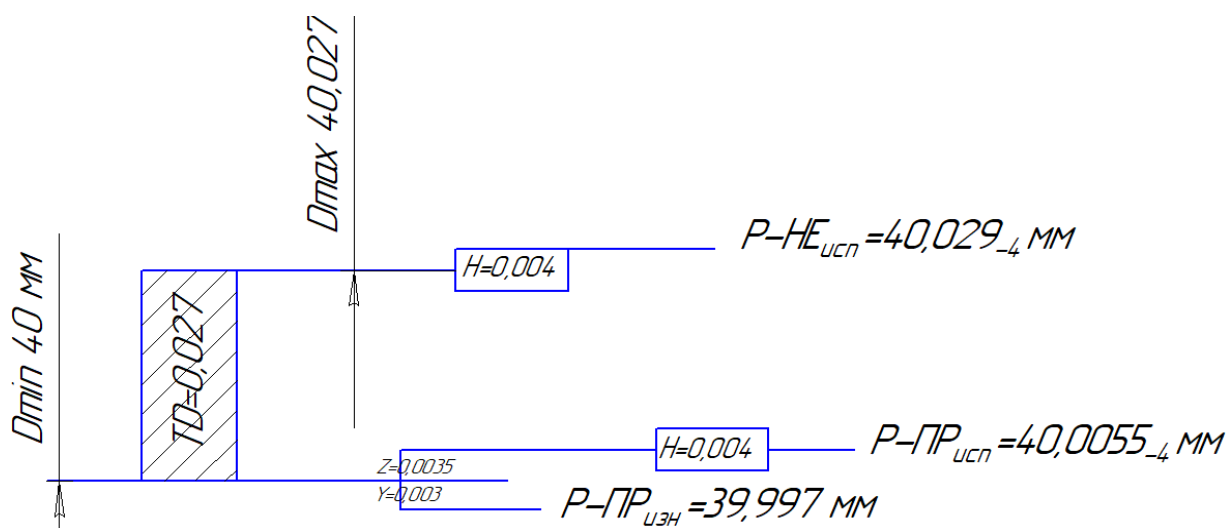 Dmax 40,027
Р-НЕисп=40,029-4 мм
H=0,004
Dmin 40 мм
TD=0,027
Р-ПРисп=40,0055-4 мм
H=0,004
Z=0,0035
Y=0,003
Р-ПРизн=39,997 мм